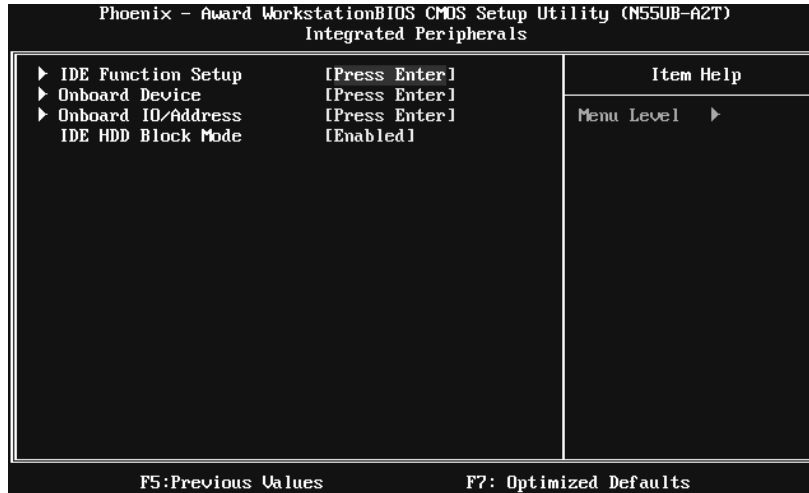 Phoenix - Award WorkstationBIOS CMOS Setup Utility (N55UB-A2T)
Integrated Peripherals
IDE Function Setup [Press Enter]
Onboard Device [Press Enter]
Onboard IO/Address [Press Enter]
IDE HDD Block Mode [Enabled]
Item Help
Menu Level
F5:Previous Values F7: Optimized Defaults